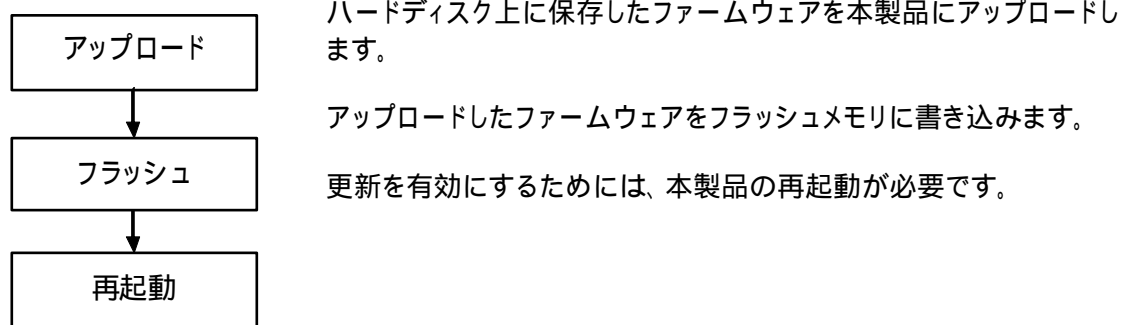 アップロード
フラッシュ
再起動
ハードディスク上に保存したファームウェアを本製品にアップロードし
ます。
アップロードしたファームウェアをフラッシュメモリに書き込みます。
更新を有効にするためには、本製品の再起動が必要です。